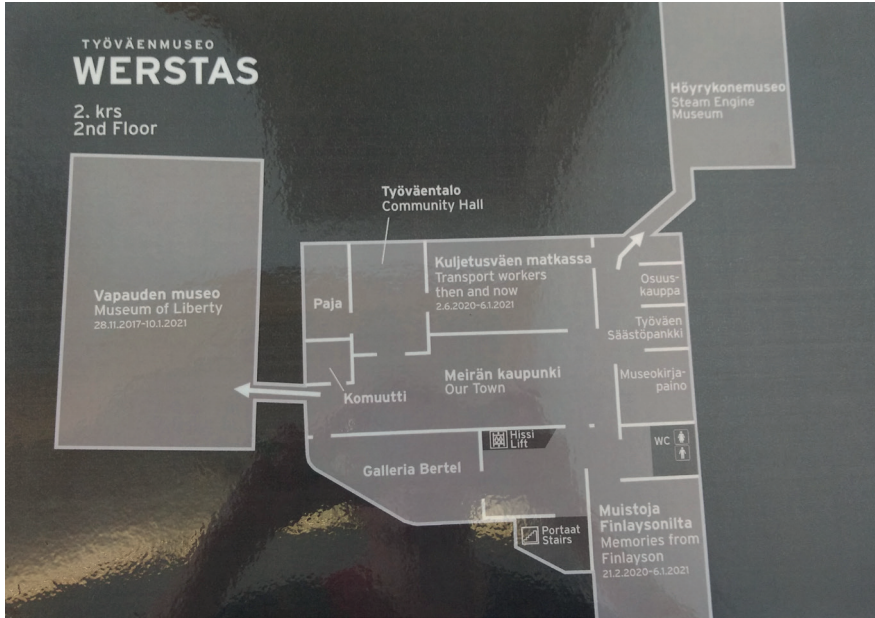 TYÖVÄENMUSEO
WERSTAS
2. krs
2nd Floor
Höyrykonemuseo
Steam Engine
Museum
Työväentalo
Community Hall
Kuljetusväen matkassa
Transport workers
then and now
2.6.2020-6.1.2021
Vapauden museo
Museum of Liberty
28.11.2017-10.1.2021
Paja
Osuus-
kauppa
Työväen
Säästöpankki
Museokirja-
paino
Meirän kaupunki
Our Town
Komuutti
Hissi
Lift
WC
Galleria Bertel
Portaat
Stairs
Muistoja
Finlaysonilta
Memories from
Finlayson
21.2.2020-6.1.2021